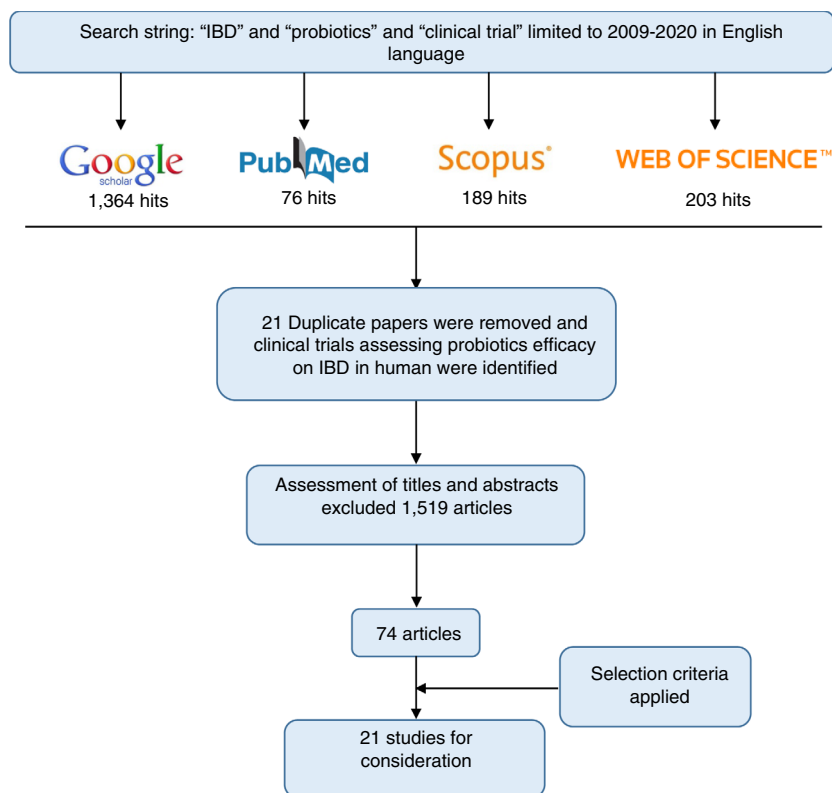 Search string: “IBD” and “probiotics” and “clinical trial” limited to 2009-2020 in English
language
Google
scholar
1,364 hits
PubMed
76 hits
Scopus®
189 hits
WEB OF SCIENCE™
203 hits
21 Duplicate papers were removed and
clinical trials assessing probiotics efficacy
on IBD in human were identified
Assessment of titles and abstracts
excluded 1,519 articles
74 articles
Selection criteria
applied
21 studies for
consideration